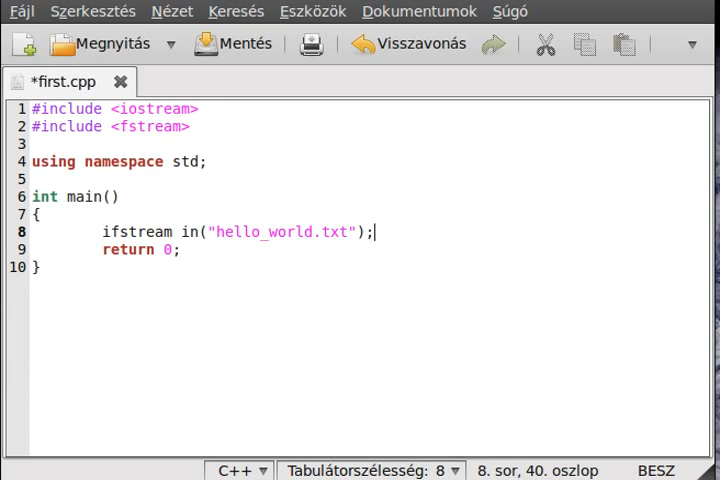 Fájl Szerkesztés Nézet Keresés Eszközök Dokumentumok Súgó
Megnyitás Mentés Visszavonás
*first.cpp
1 #include <iostream>
2 #include <fstream>
3
4 using namespace std;
5
6 int main()
7 {
8 ifstream in("hello_world.txt");
9 return 0;
10 }
C++ Tabulátorszélesség: 8 8. sor, 40. oszlop BESZ